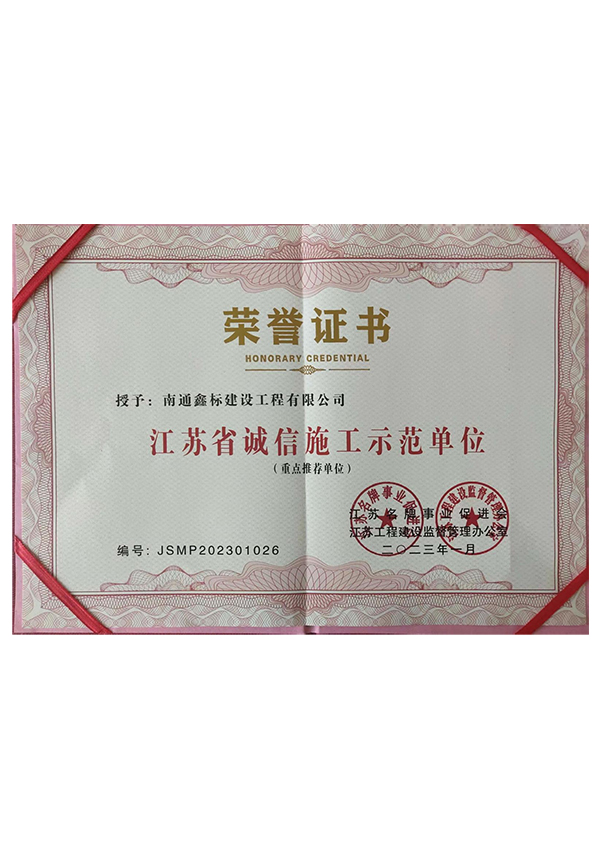 荣誉证书
HONORARY CREDENTIAL
授予：南通鑫标建设工程有限公司
江苏省诚信施工示范单位
（重点推荐单位）
江苏名牌事业促进会
江苏工程建设监督管理办公室
编号：JSMP202301026
二〇二三年一月